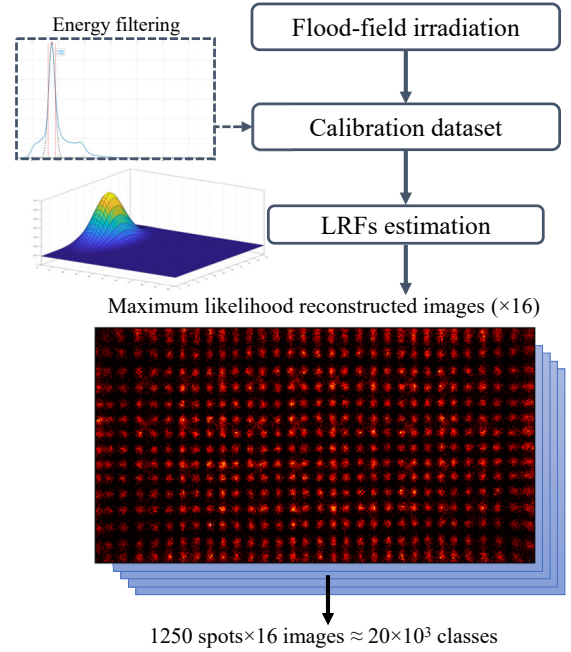 Energy filtering
Flood-field irradiation
Calibration dataset
LRFs estimation
Maximum likelihood reconstructed images (×16)
1250 spots×16 images ≈ 20×10³ classes